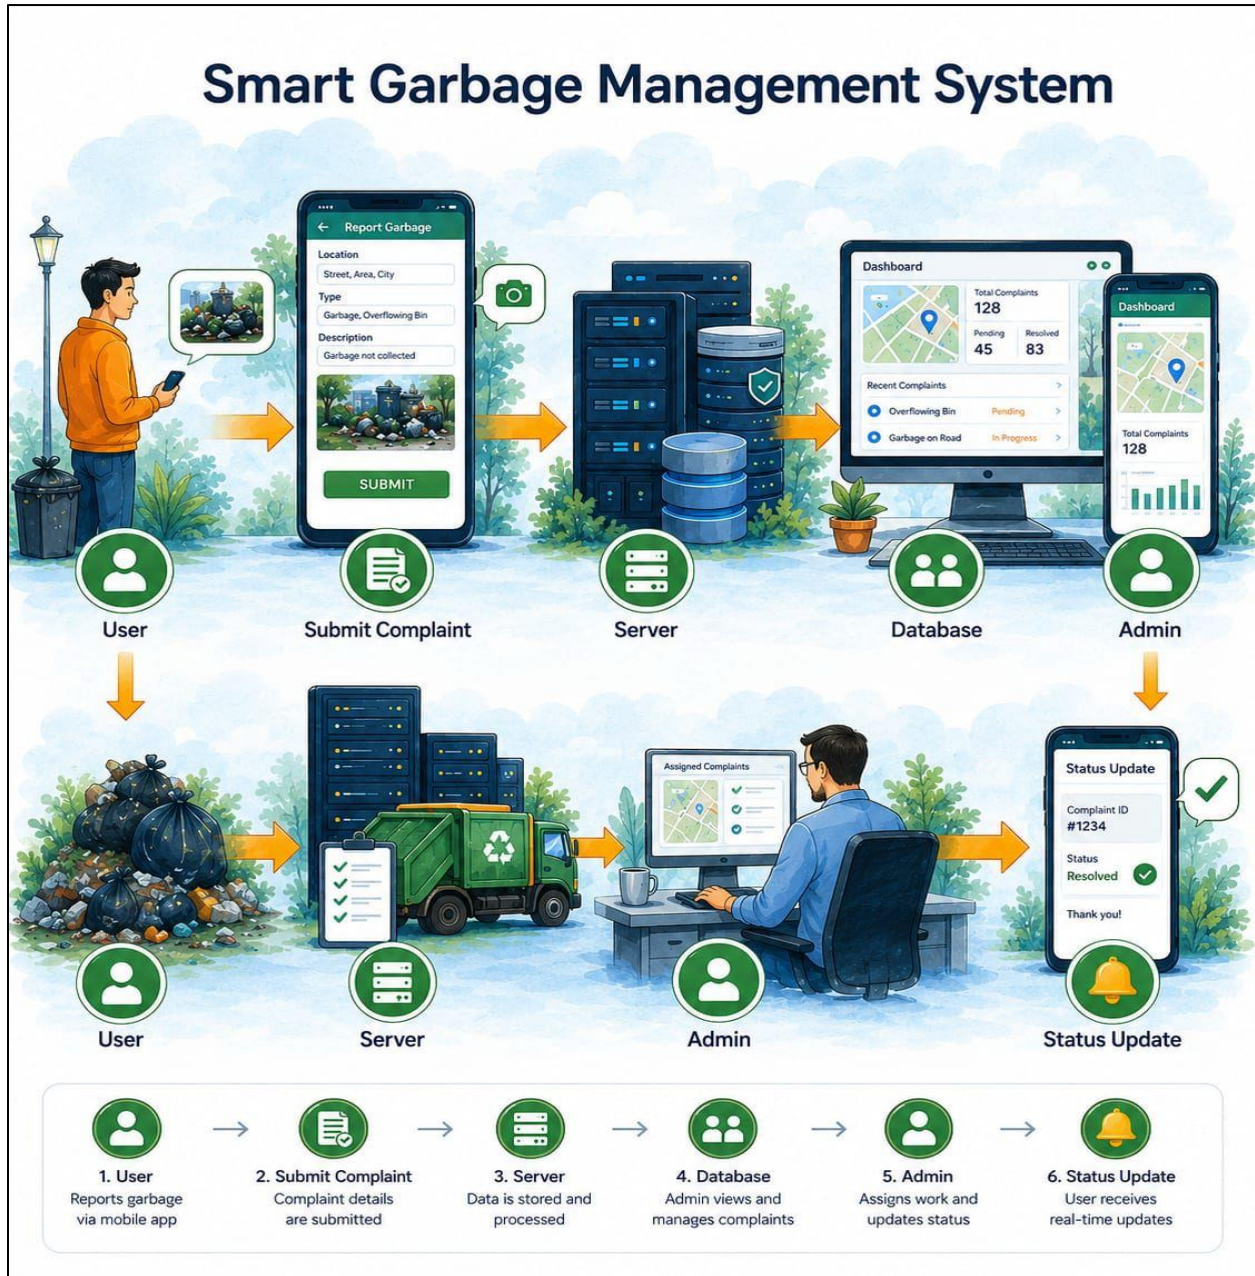 Smart Garbage Management System
Report Garbage
Location
Street, Area, City
Type
Garbage, Overflowing Bin
Description
Garbage not collected
SUBMIT
Dashboard
Total Complaints
128
Pending
Resolved
45
83
Recent Complaints
Overflowing Bin
Pending
Garbage on Road
In Progress
Dashboard
Total Complaints
128
User
Submit Complaint
Server
Database
Admin
Assigned Complaints
Status Update
Complaint ID
#1234
Status
Resolved
Thank you!
User
Server
Admin
Status Update
1. User
Reports garbage
via mobile app
2. Submit Complaint
Complaint details
are submitted
3. Server
Data is stored and
processed
4. Database
Admin views and
manages complaints
5. Admin
Assigns work and
updates status
6. Status Update
User receives
real-time updates